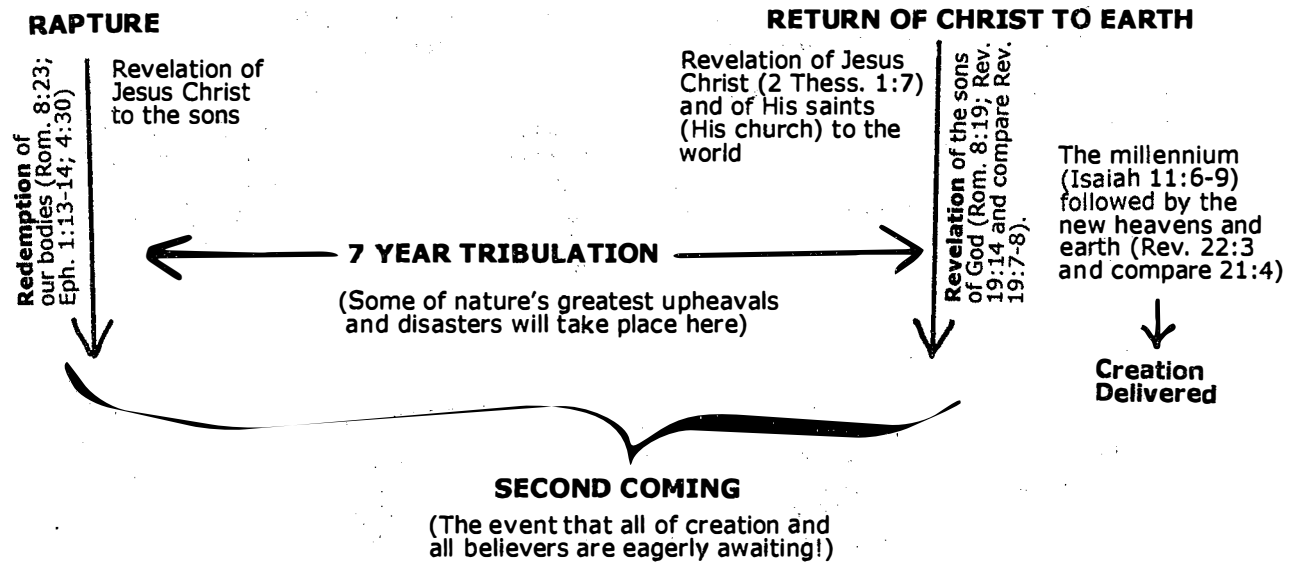 RAPTURE
Redemption of
our bodies (Rom. 8:23;
Eph. 1:13-14; 4:30)
Revelation of
Jesus Christ
to the sons
RETURN OF CHRIST TO EARTH
Revelation of Jesus
Christ (2 Thess. 1:7)
and of His saints
(His church) to the
world
Revelation of the sons
of God (Rom. 8:19; Rev.
19:14 and compare Rev.
19:7-8).
The millennium
(Isaiah 11:6-9)
followed by the
new heavens and
earth (Rev. 22:3
and compare 21:4)
Creation
Delivered
7 YEAR TRIBULATION
(Some of nature's greatest upheavals
and disasters will take place here)
SECOND COMING
(The event that all of creation and
all believers are eagerly awaiting!)